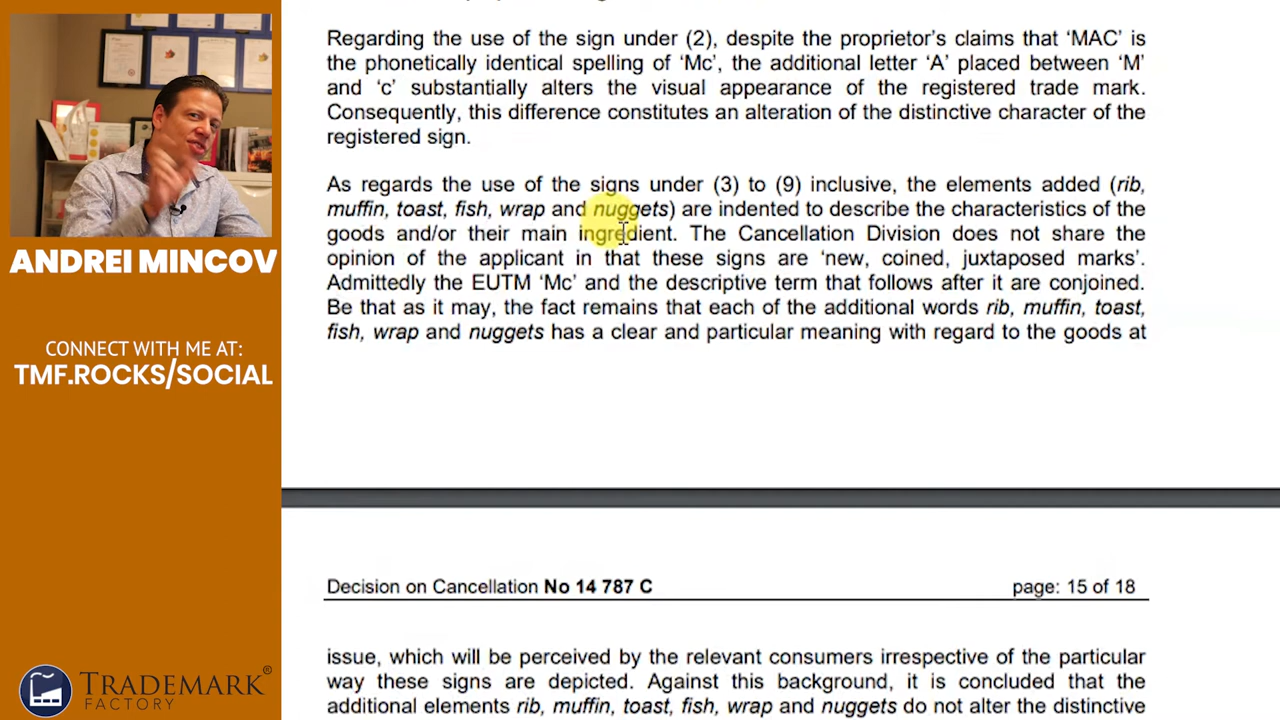 Regarding the use of the sign under (2), despite the proprietor's claims that 'MAC' is
the phonetically identical spelling of 'Mc', the additional letter 'A' placed between 'M'
and 'c' substantially alters the visual appearance of the registered trade mark.
Consequently, this difference constitutes an alteration of the distinctive character of the
registered sign.
As regards the use of the signs under (3) to (9) inclusive, the elements added (rib,
muffin, toast, fish, wrap and nuggets) are indented to describe the characteristics of the
goods and/or their main ingredient. The Cancellation Division does not share the
opinion of the applicant in that these signs are 'new, coined, juxtaposed marks'.
Admittedly the EUTM 'Mc' and the descriptive term that follows after it are conjoined.
Be that as it may, the fact remains that each of the additional words rib, muffin, toast,
fish, wrap and nuggets has a clear and particular meaning with regard to the goods at
Decision on Cancellation No 14 787 C page: 15 of 18
issue, which will be perceived by the relevant consumers irrespective of the particular
way these signs are depicted. Against this background, it is concluded that the
additional elements rib, muffin, toast, fish, wrap and nuggets do not alter the distinctive
ANDREI MINCOV
CONNECT WITH ME AT:
TMF.ROCKS/SOCIAL
TRADEMARK®
FACTORY